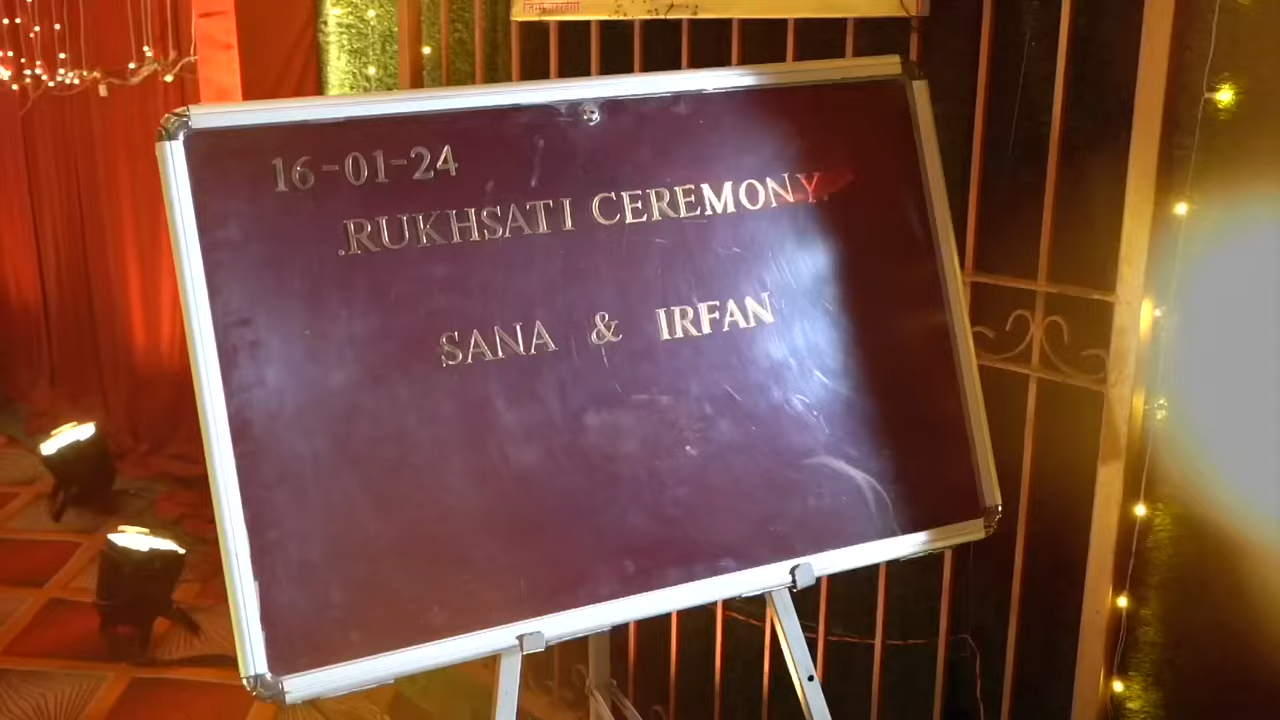 16-01-24
.RUKHSATI CEREMONY.
SANA & IRFAN